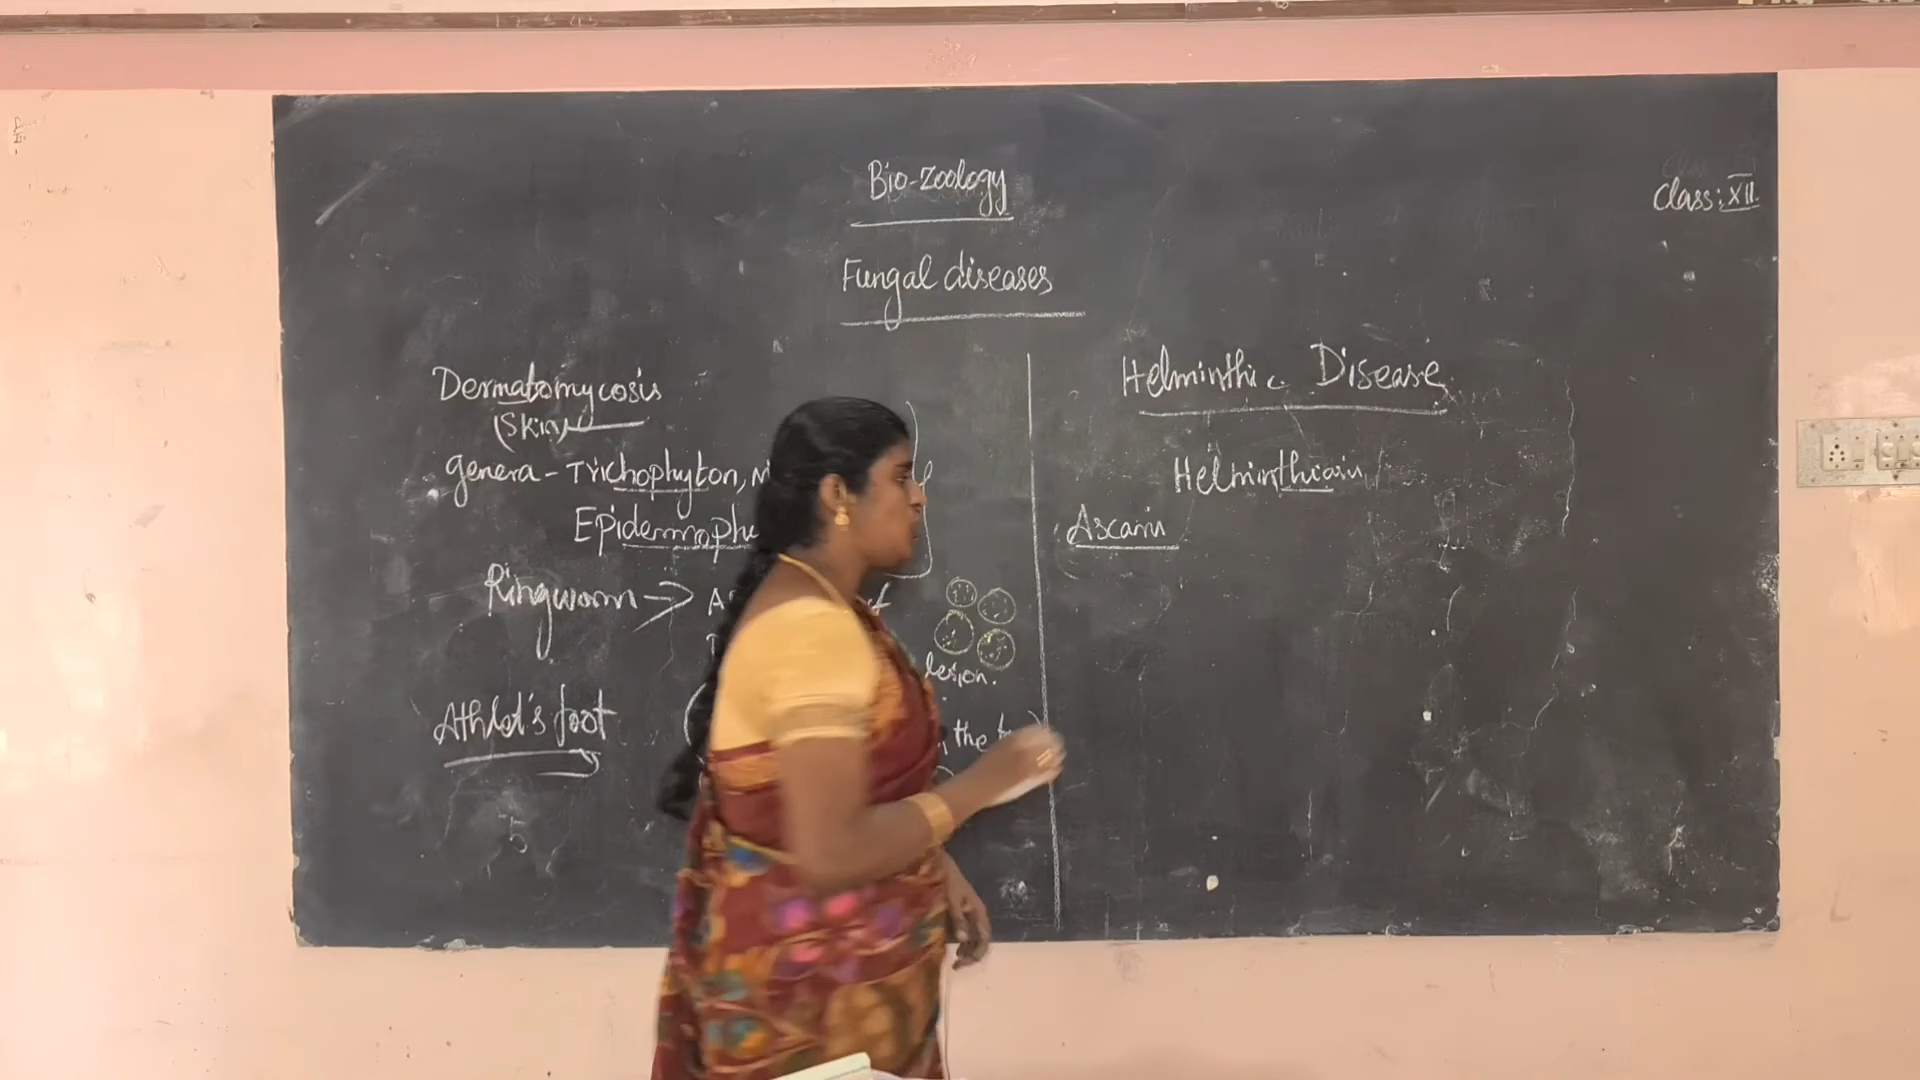 Bio-zoology
Class: XII
Fungal diseases
Dermatomycosis
(Skin)
genera - Trichophyton,
Ringworm →
lesion.
Athlet's foot
the
5
Helminthic Disease
Helminthiasis
Ascaris